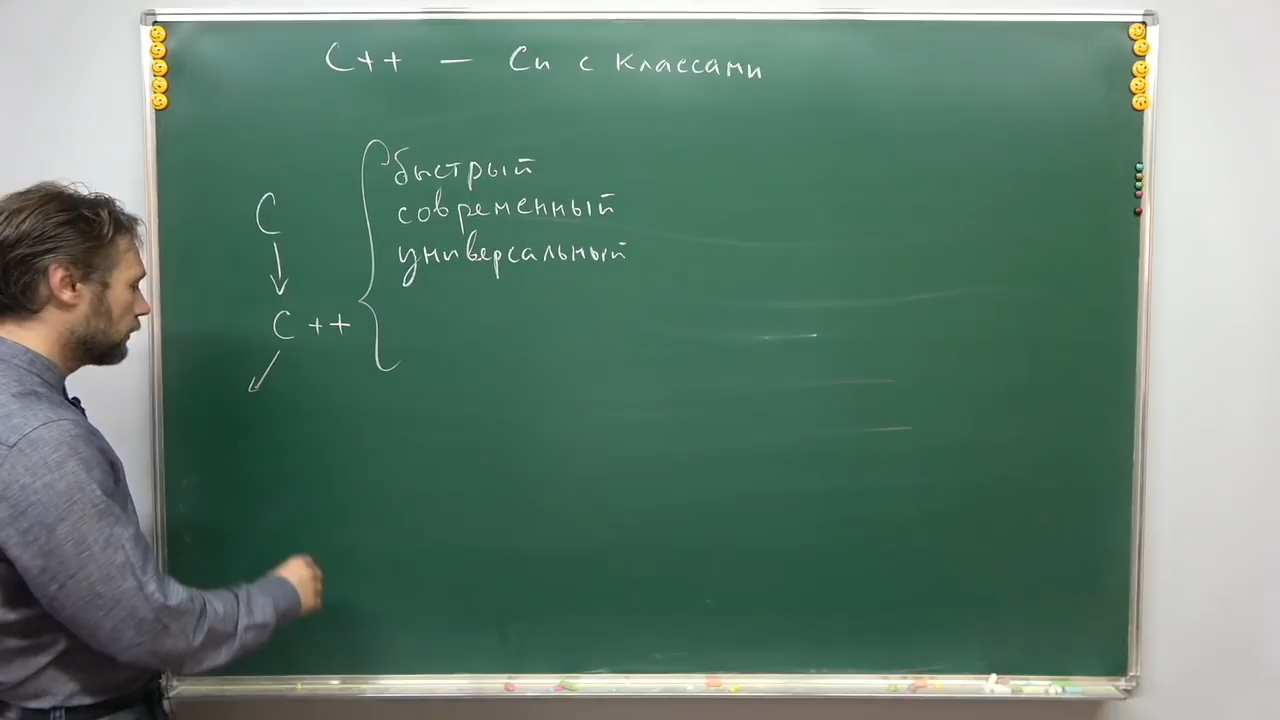 C++ — Си с классами
быстрый
современный
универсальный
C
C++